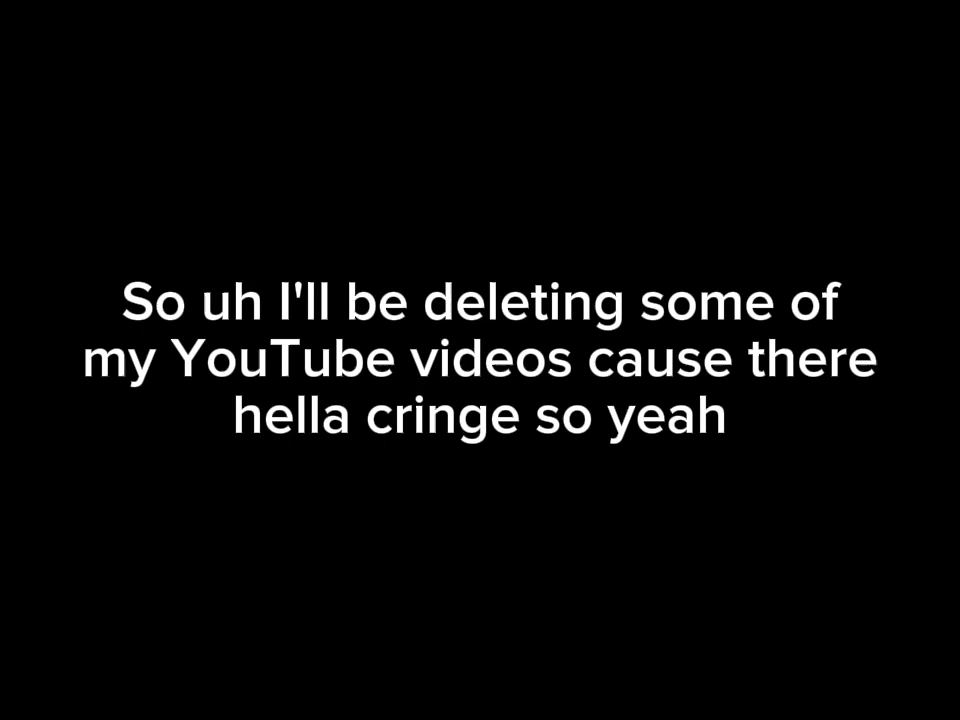 So uh I'll be deleting some of
my YouTube videos cause there
hella cringe so yeah